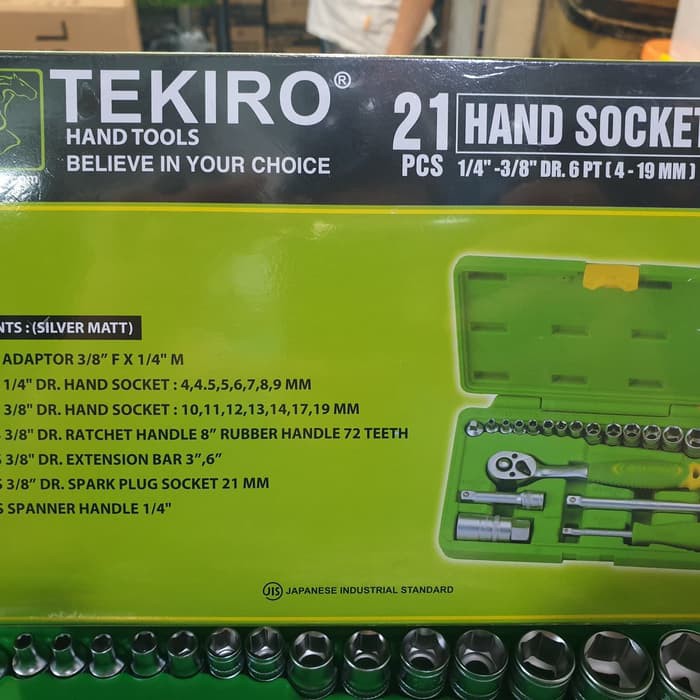 TEKIRO®
HAND TOOLS
BELIEVE IN YOUR CHOICE
21 PCS
HAND SOCKET
1/4" -3/8" DR. 6 PT ( 4 - 19 MM )
.com
NTS : (SILVER MATT)
ADAPTOR 3/8” F X 1/4" M
1/4" DR. HAND SOCKET : 4,4.5,5,6,7,8,9 MM
3/8" DR. HAND SOCKET : 10,11,12,13,14,17,19 MM
3/8" DR. RATCHET HANDLE 8” RUBBER HANDLE 72 TEETH
S 3/8" DR. EXTENSION BAR 3”,6”
S 3/8” DR. SPARK PLUG SOCKET 21 MM
S SPANNER HANDLE 1/4"
JIS JAPANESE INDUSTRIAL STANDARD